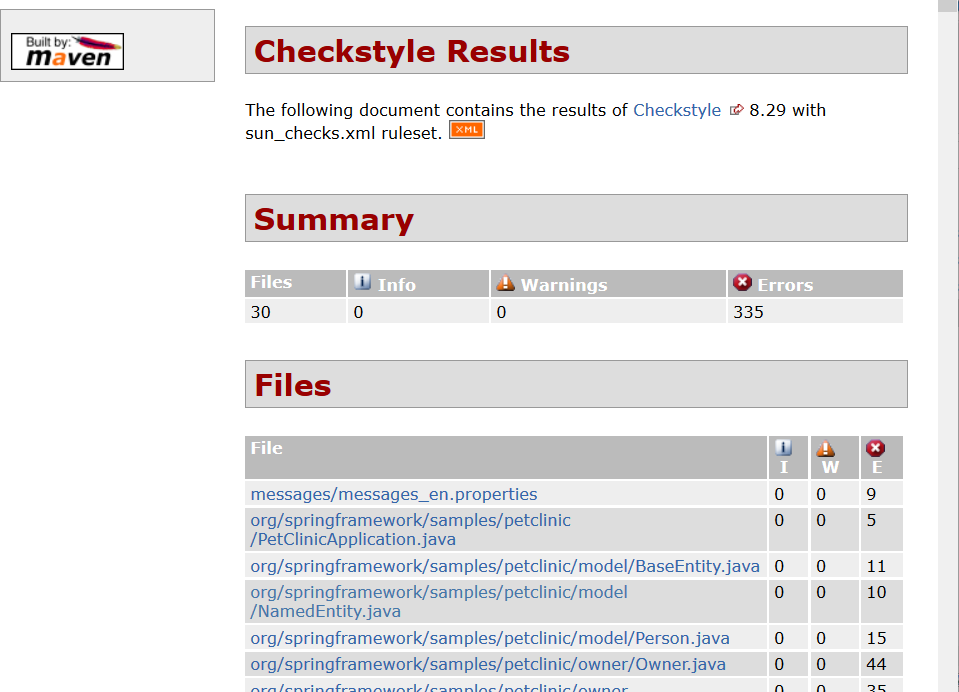 Built by:
maven
Checkstyle Results
The following document contains the results of Checkstyle 8.29 with
sun_checks.xml ruleset. XML
Summary
Files Info Warnings Errors
30 0 0 335
Files
File I W E
messages/messages_en.properties 0 0 9
org/springframework/samples/petclinic 0 0 5
/PetClinicApplication.java
org/springframework/samples/petclinic/model/BaseEntity.java 0 0 11
org/springframework/samples/petclinic/model 0 0 10
/NamedEntity.java
org/springframework/samples/petclinic/model/Person.java 0 0 15
org/springframework/samples/petclinic/owner/Owner.java 0 0 44
org/springframework/samples/petclinic/owner 0 0 35